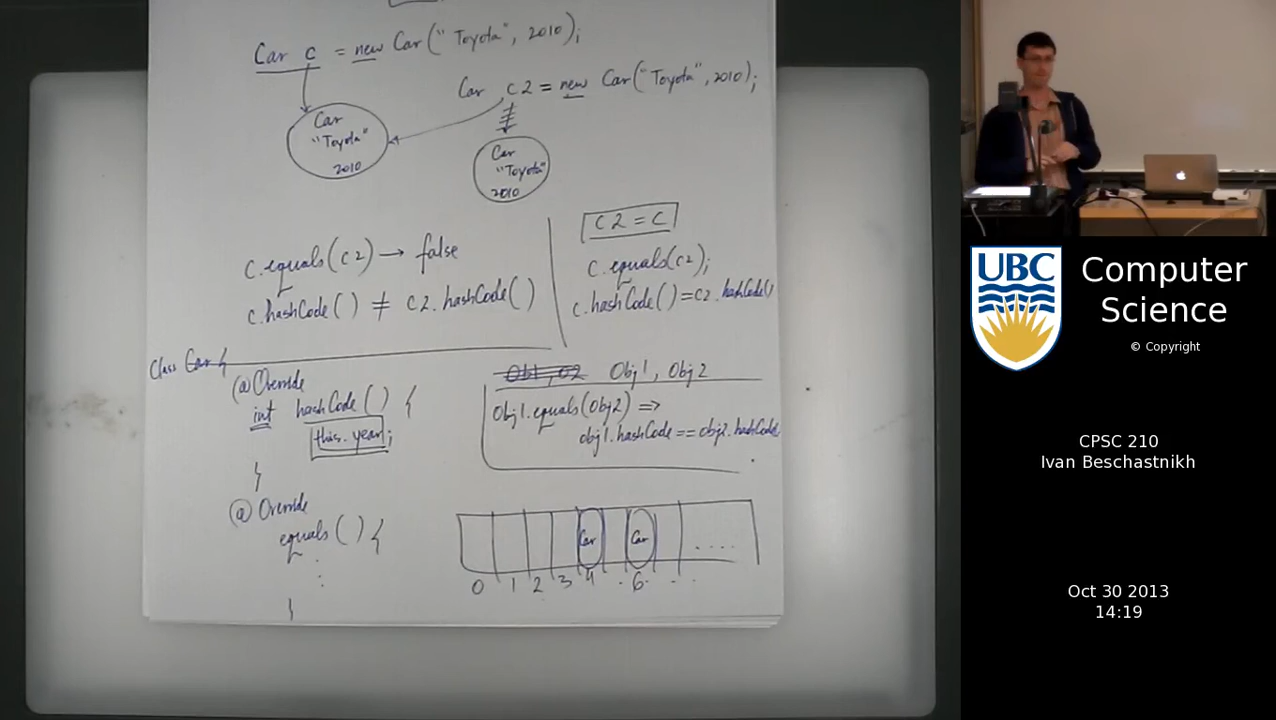 Car c = new Car("Toyota", 2010);
Car c2 = new Car("Toyota", 2010);
Car
"Toyota"
2010
Car
"Toyota"
2010
c.equals(c2) → false
c.hashCode() ≠ c2.hashCode()
c2 = c
c.equals(c2);
c.hashCode() = c2.hashCode()
Class Car {
@Override
int hashCode() {
this.year;
}
@Override
equals() {
}
Obj1, Obj2
Obj1.equals(Obj2) =>
obj1.hashCode == obj2.hashCode
Car Car
0 1 2 3 4 . 6 . . .
UBC
Computer
Science
© Copyright
CPSC 210
Ivan Beschastnikh
Oct 30 2013
14:19